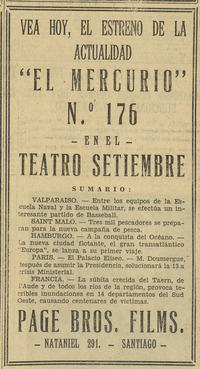 VEA HOY, EL ESTRENO DE LA
ACTUALIDAD
"EL MERCURIO"
N.º 176
- EN EL -
TEATRO SETIEMBRE
SUMARIO:
VALPARAISO. — Entre los equipos de la Es-
cuela Naval y la Escuela Militar, se efectúa un in-
teresante partido de Basseball.
SAINT MALO. — Tres mil pescadores se prepa-
ran para la nueva campaña de pesca.
HAMBURGO. — A la conquista del Océano. —
La nueva ciudad flotante, el gran transatlántico
"Europa", se lanza a su primer viaje.
PARIS. — El Palacio Elíseo. — M. Doumergue,
después de asumir la Presidencia, solucionará la 13.a
crisis Ministerial.
FRANCIA. — La súbita crecida del Taern, de
l'Aude y de todos los ríos de la región, provoca te-
rribles inundaciones en 14 departamentos del Sud
Oeste, causando centenares de víctimas.
PAGE BROS. FILMS.
- NATANIEL 291. - SANTIAGO -